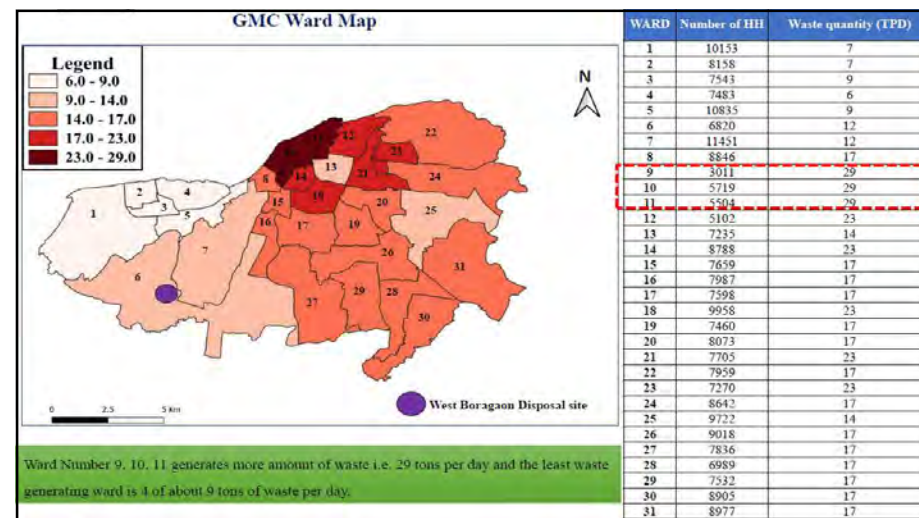 GMC Ward Map
Legend
6.0 - 9.0
9.0 - 14.0
14.0 - 17.0
17.0 - 23.0
23.0 - 29.0
N
12
22
11
10
13
23
14
21
24
8
18
2
4
3
1
5
15
20
25
16
17
19
7
6
26
31
27
29
28
30
West Boragaon Disposal site
0 2.5 5 km
Ward Number 9, 10, 11 generates more amount of waste i.e. 29 tons per day and the least waste
generating ward is 4 of about 9 tons of waste per day.
WARD Number of HH Waste quantity (TPD)
1 10153 7
2 8158 7
3 7543 9
4 7483 6
5 10835 9
6 6820 12
7 11451 12
8 8846 17
9 3011 29
10 5719 29
11 5504 29
12 5102 23
13 7235 14
14 8788 23
15 7659 17
16 7987 17
17 7598 17
18 9958 23
19 7460 17
20 8073 17
21 7705 23
22 7959 17
23 7270 23
24 8642 17
25 9722 14
26 9018 17
27 7836 17
28 6989 17
29 7532 17
30 8905 17
31 8977 17